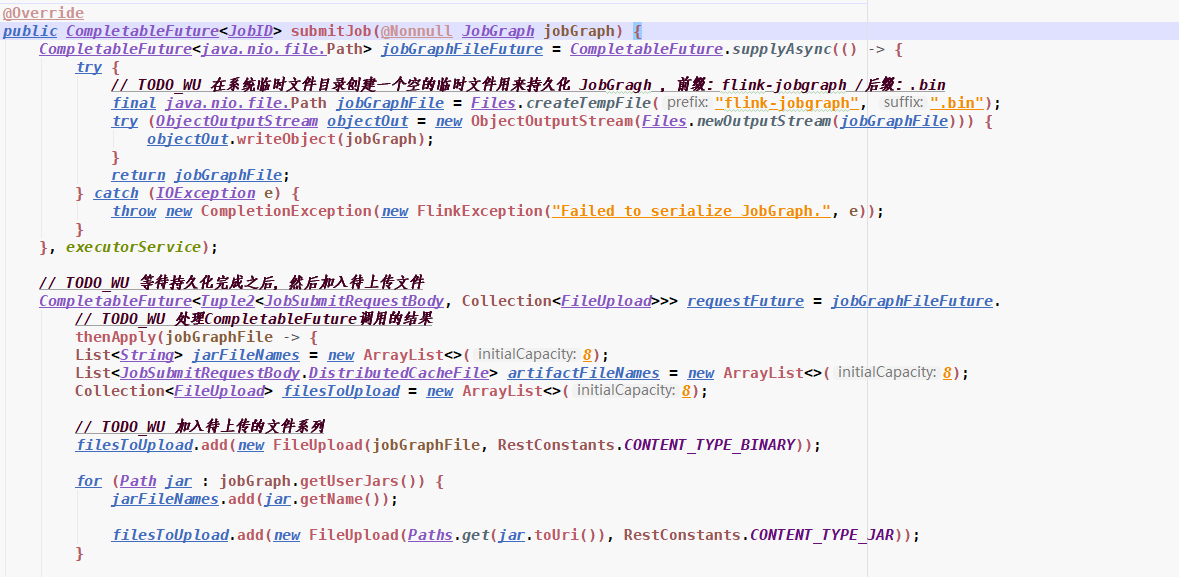 @Override
public CompletableFuture<JobID> submitJob(@Nonnull JobGraph jobGraph) {
CompletableFuture<java.nio.file.Path> jobGraphFileFuture = CompletableFuture.supplyAsync(() -> {
try {
// TODO_WU 在系统临时文件目录创建一个空的临时文件用来持久化 JobGragh , 前缀: flink-jobgraph /后缀: .bin
final java.nio.file.Path jobGraphFile = Files.createTempFile( prefix: "flink-jobgraph", suffix: ".bin");
try (ObjectOutputStream objectOut = new ObjectOutputStream(Files.newOutputStream(jobGraphFile))) {
objectOut.writeObject(jobGraph);
}
return jobGraphFile;
} catch (IOException e) {
throw new CompletionException(new FlinkException("Failed to serialize JobGraph.", e));
}
}, executorService);
// TODO_WU 等待持久化完成之后, 然后加入待上传文件
CompletableFuture<Tuple2<JobSubmitRequestBody, Collection<FileUpload>>> requestFuture = jobGraphFileFuture.
// TODO_WU 处理CompletableFuture调用的结果
thenApply(jobGraphFile -> {
List<String> jarFileNames = new ArrayList<>( initialCapacity: 8);
List<JobSubmitRequestBody.DistributedCacheFile> artifactFileNames = new ArrayList<>( initialCapacity: 8);
Collection<FileUpload> filesToUpload = new ArrayList<>( initialCapacity: 8);
// TODO_WU 加入待上传的文件系列
filesToUpload.add(new FileUpload(jobGraphFile, RestConstants.CONTENT_TYPE_BINARY));
for (Path jar : jobGraph.getUserJars()) {
jarFileNames.add(jar.getName());
filesToUpload.add(new FileUpload(Paths.get(jar.toUri()), RestConstants.CONTENT_TYPE_JAR));
}